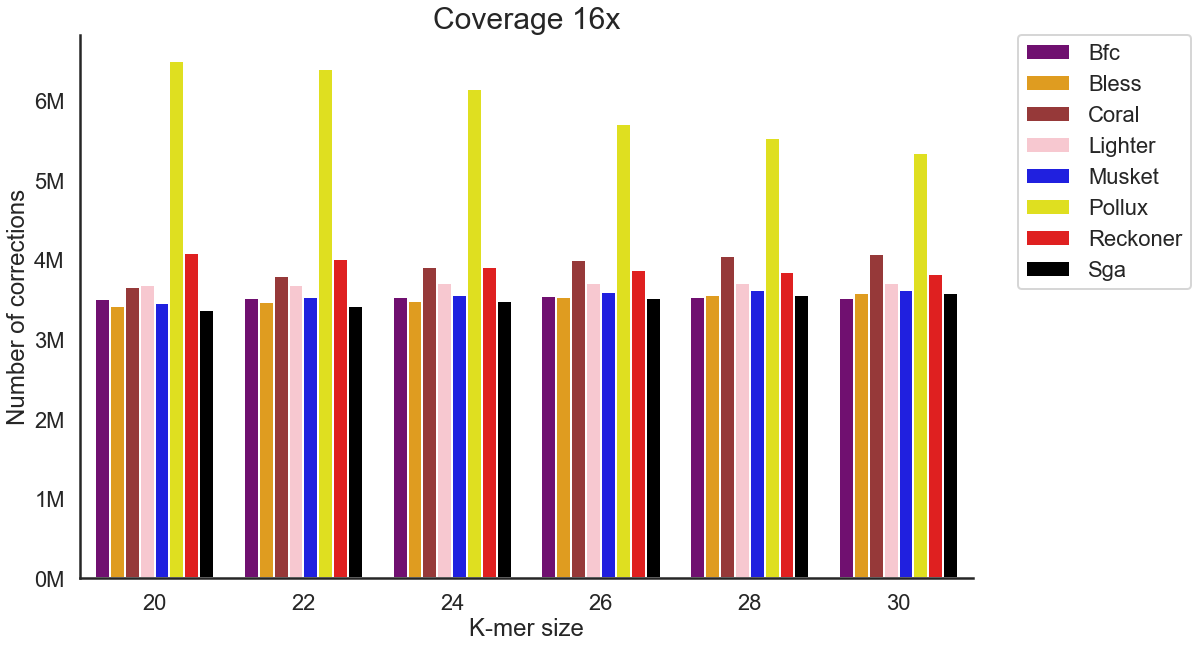 Coverage 16x
Number of corrections
6M
5M
4M
3M
2M
1M
0M
20 22 24 26 28 30
K-mer size
Bfc
Bless
Coral
Lighter
Musket
Pollux
Reckoner
Sga